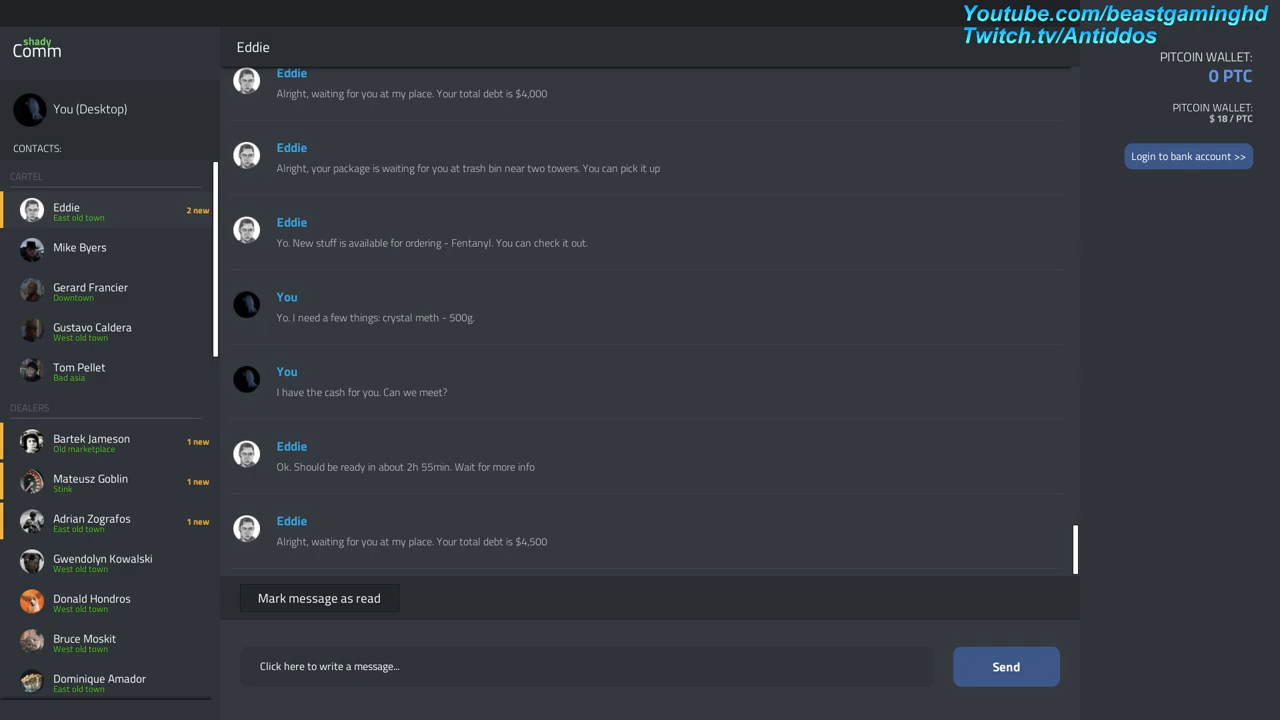 Youtube.com/beastgaminghd
Twitch.tv/Antiddos
shady
Comm
You (Desktop)
CONTACTS:
CARTEL
Eddie
East old town
2 new
Mike Byers
Gerard Francier
Downtown
Gustavo Caldera
West old town
Tom Pellet
Bad asia
DEALERS
Bartek Jameson
Old marketplace
1 new
Mateusz Goblin
Stink
1 new
Adrian Zografos
East old town
1 new
Gwendolyn Kowalski
West old town
Donald Hondros
West old town
Bruce Moskit
West old town
Dominique Amador
East old town
Eddie
Eddie
Alright, waiting for you at my place. Your total debt is $4,000
Eddie
Alright, your package is waiting for you at trash bin near two towers. You can pick it up
Eddie
Yo. New stuff is available for ordering - Fentanyl. You can check it out.
You
Yo. I need a few things: crystal meth - 500g.
You
I have the cash for you. Can we meet?
Eddie
Ok. Should be ready in about 2h 55min. Wait for more info
Eddie
Alright, waiting for you at my place. Your total debt is $4,500
Mark message as read
Click here to write a message...
Send
PITCOIN WALLET:
0 PTC
PITCOIN WALLET:
$ 18 / PTC
Login to bank account >>